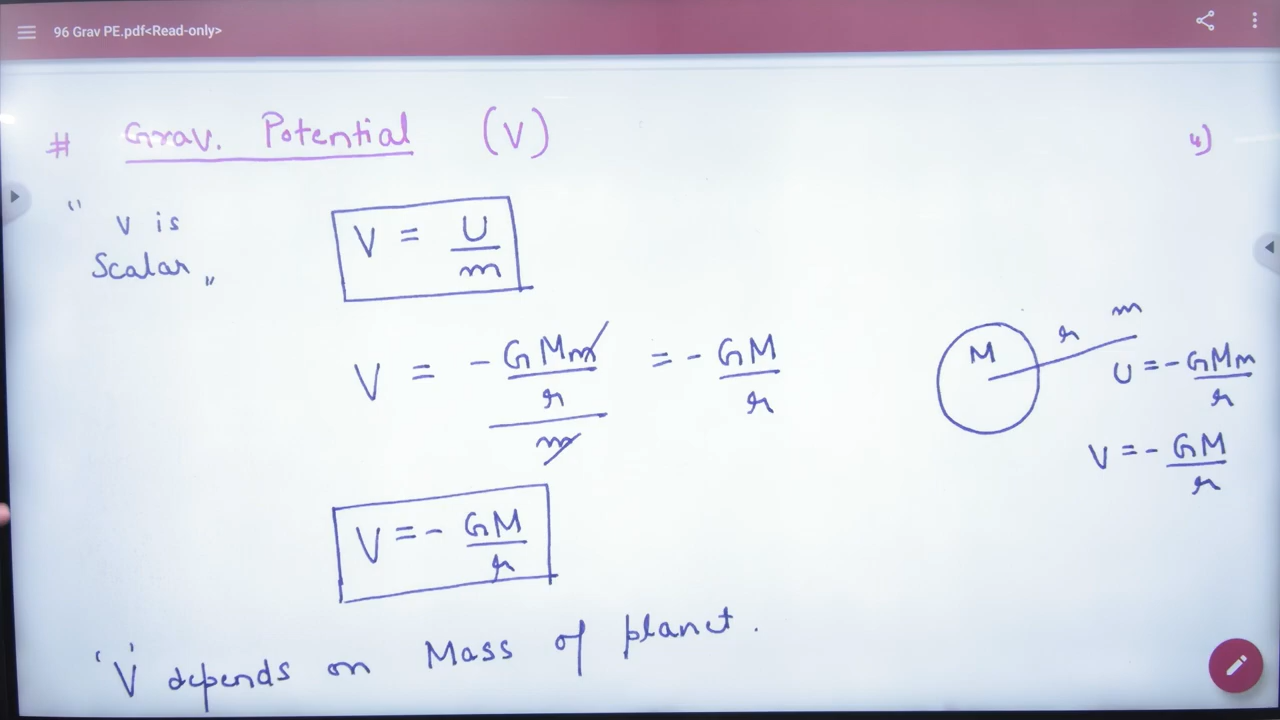 96 Grav PE.pdf<Read-only>
# Grav. Potential (V)
4)
" V is
Scalar „
V = U/m
V = - GMm/r/m = - GM/r
M r m
U = - GMm/r
V = - GM/r
V = - GM/r
'V' depends on Mass of planet.